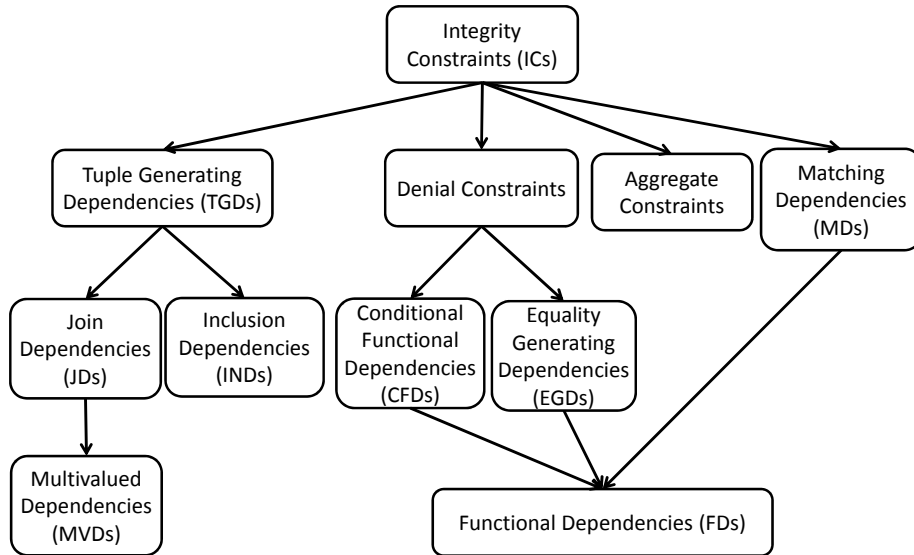 Integrity
Constraints (ICs)
Tuple Generating
Dependencies (TGDs)
Denial Constraints
Aggregate
Constraints
Matching
Dependencies
(MDs)
Join
Dependencies
(JDs)
Inclusion
Dependencies
(INDs)
Conditional
Functional
Dependencies
(CFDs)
Equality
Generating
Dependencies
(EGDs)
Multivalued
Dependencies
(MVDs)
Functional Dependencies (FDs)